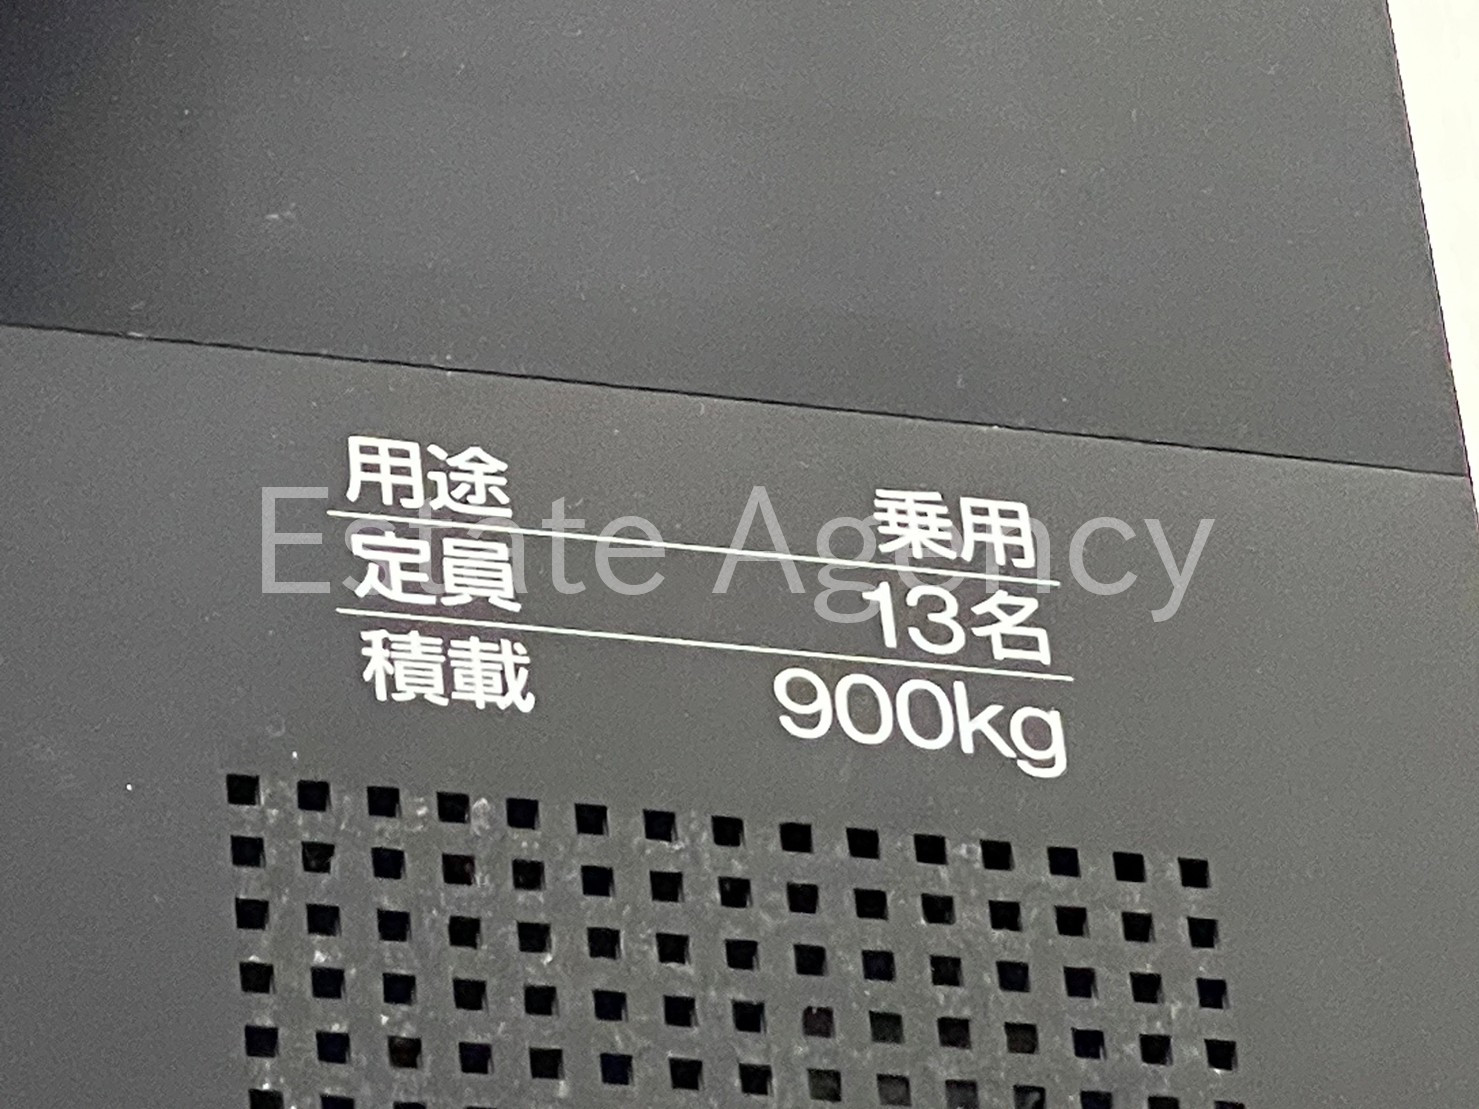 用途 乗用
Estate Agency
定員 13名
積載 900kg